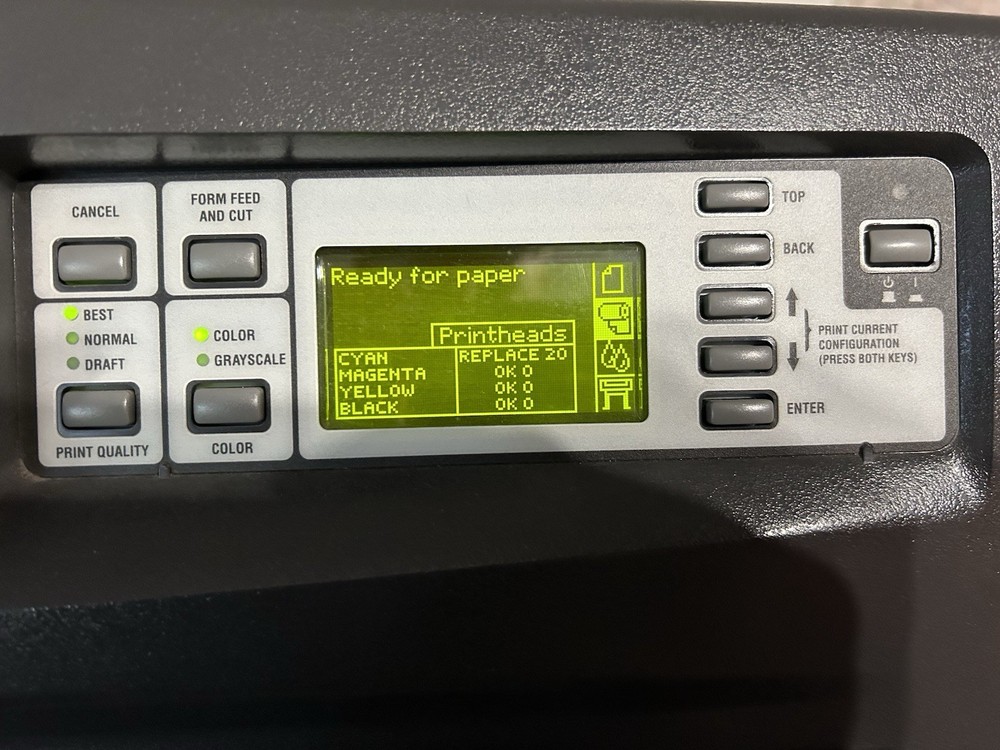 CANCEL
FORM FEED
AND CUT
BEST
NORMAL
DRAFT
PRINT QUALITY
COLOR
GRAYSCALE
COLOR
Ready for paper
Printheads
CYAN REPLACE 20
MAGENTA OK 0
YELLOW OK 0
BLACK OK 0
TOP
BACK
PRINT CURRENT
CONFIGURATION
(PRESS BOTH KEYS)
ENTER